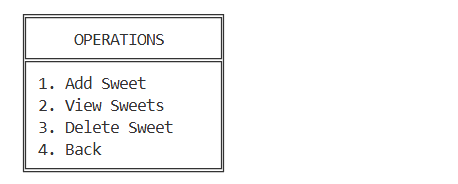 OPERATIONS
1. Add Sweet
2. View Sweets
3. Delete Sweet
4. Back